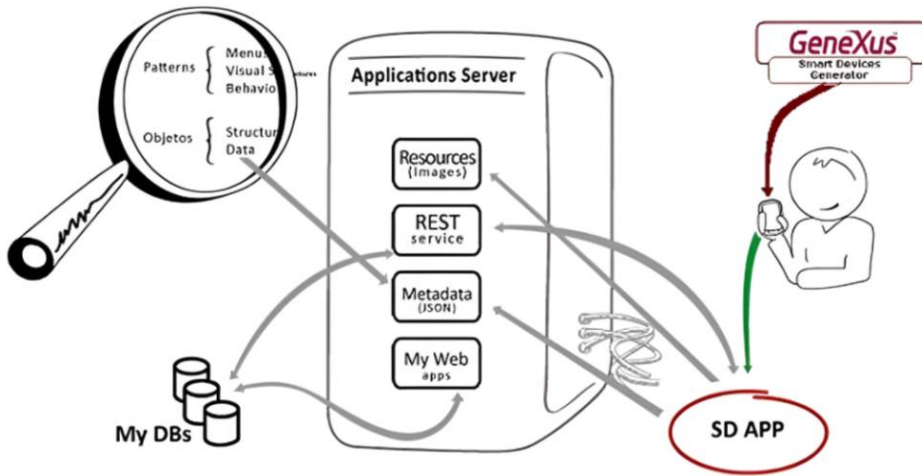 Patterns
Menus
Visual S
Behavio
Objetos
Structur
Data
Applications Server
Resources
(Images)
REST
service
Metadata
(JSON)
My Web
apps
My DBs
GeneXus™
Smart Devices
Generator
SD APP